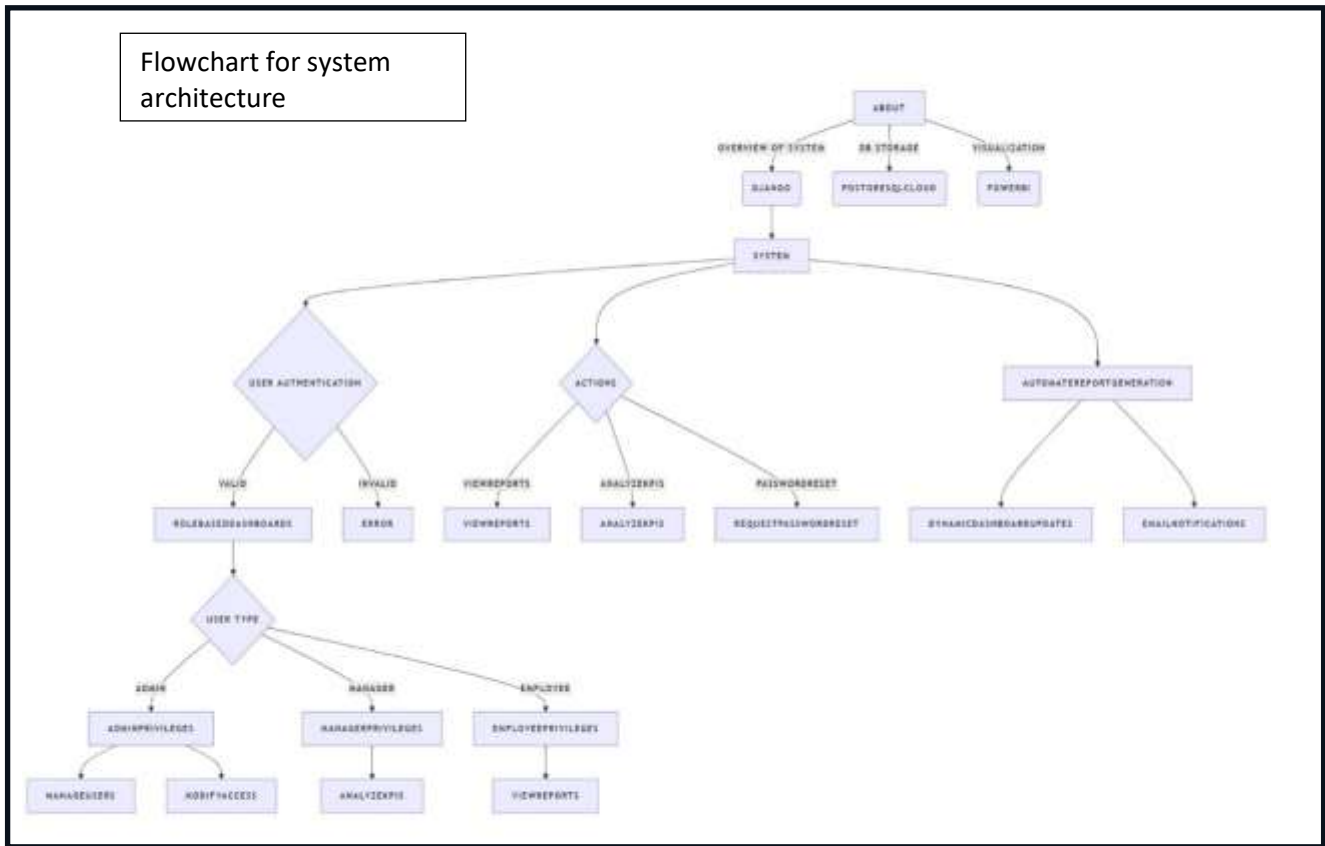 Flowchart for system
architecture
ABOUT
OVERVIEW OF SYSTEM
DB STORAGE
VISUALIZATION
DJANGO
POSTGRESQLCLOUD
POWERBI
SYSTEM
USER AUTHENTICATION
ACTIONS
AUTOMATEREPORTGENERATION
VALID
INVALID
VIEWREPORTS
ANALYZEKPIS
PASSWORDRESET
ROLEBASEDDASHBOARDS
ERROR
VIEWREPORTS
ANALYZEKPIS
REQUESTPASSWORDRESET
DYNAMICDASHBOARDUPDATES
EMAILNOTIFICATIONS
USER TYPE
ADMIN
MANAGER
EMPLOYEE
ADMINPRIVILEGES
MANAGERPRIVILEGES
EMPLOYEEPRIVILEGES
MANAGEUSERS
MODIFYACCESS
ANALYZEKPIS
VIEWREPORTS